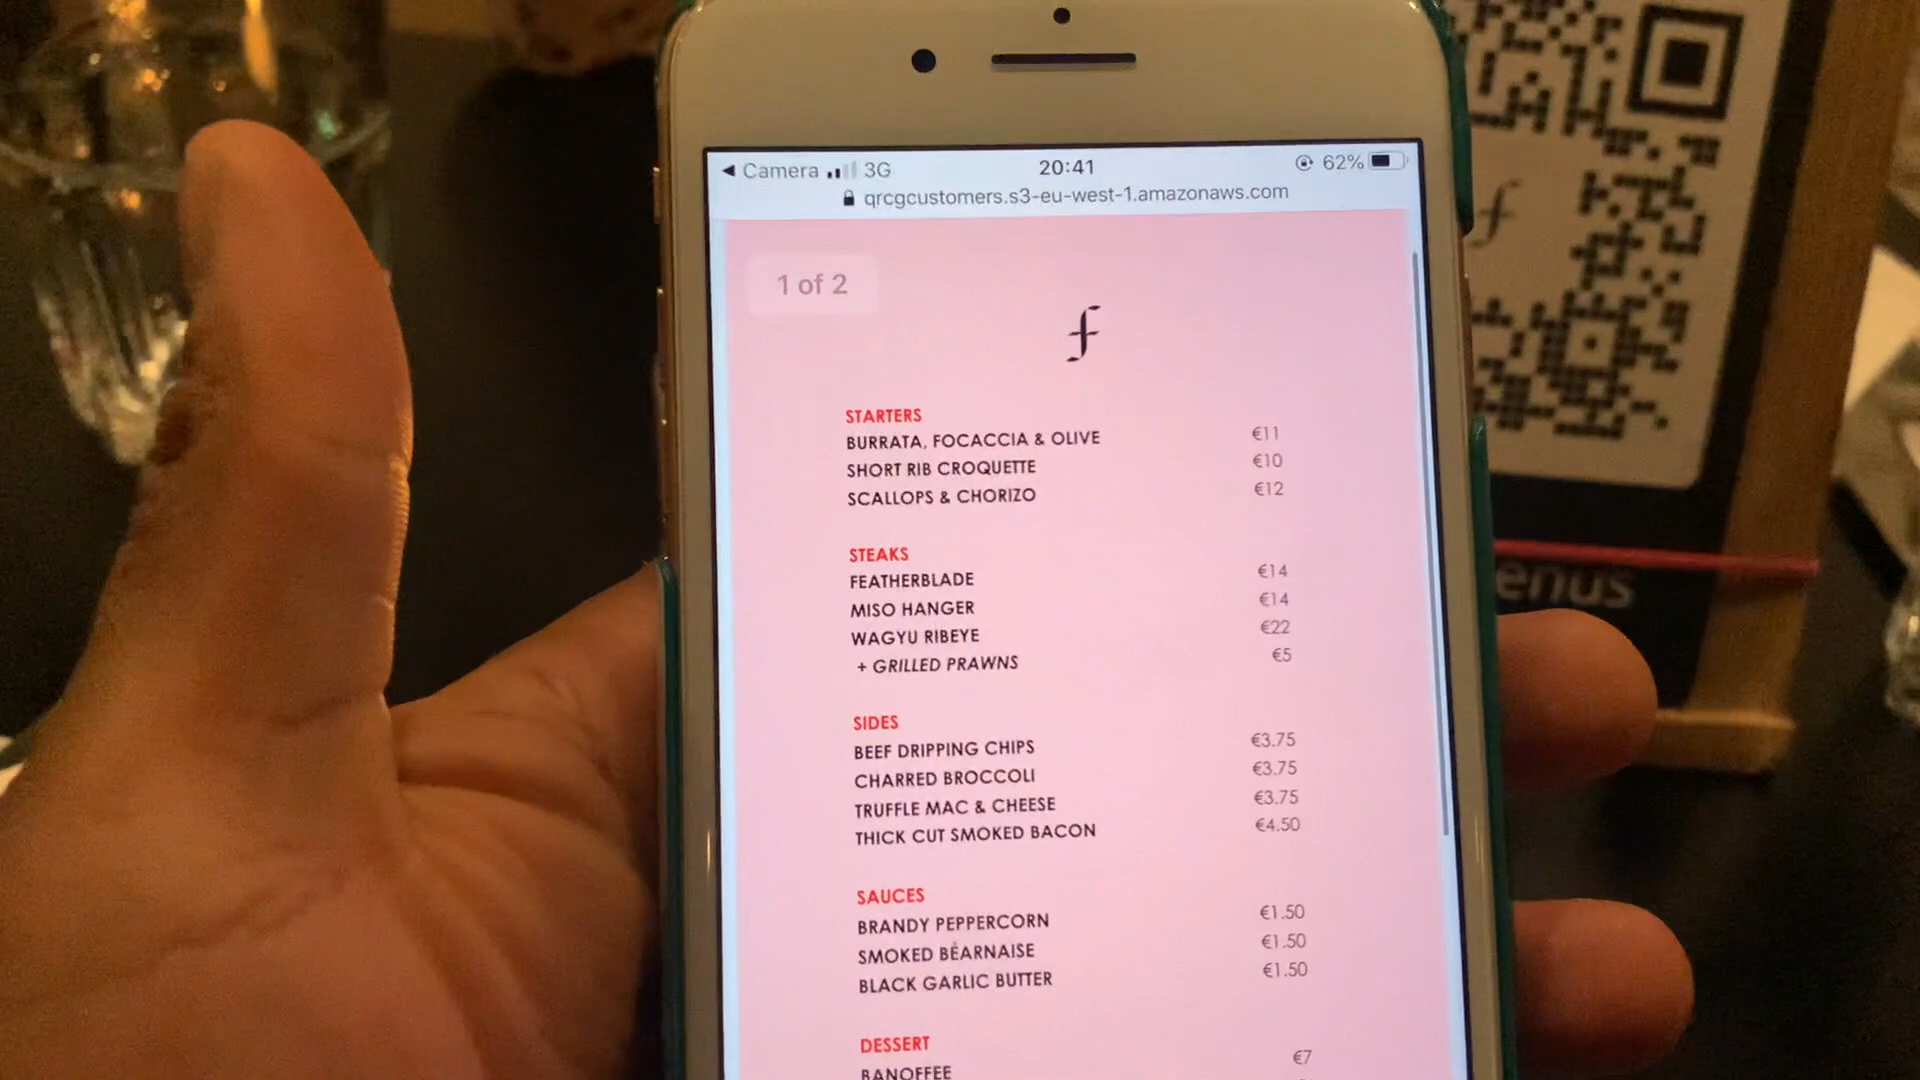 ◀ Camera 3G 20:41 62%
qrcgcustomers.s3-eu-west-1.amazonaws.com
1 of 2
f
STARTERS
BURRATA, FOCACCIA & OLIVE €11
SHORT RIB CROQUETTE €10
SCALLOPS & CHORIZO €12
STEAKS
FEATHERBLADE €14
MISO HANGER €14
WAGYU RIBEYE €22
+ GRILLED PRAWNS €5
SIDES
BEEF DRIPPING CHIPS €3.75
CHARRED BROCCOLI €3.75
TRUFFLE MAC & CHEESE €3.75
THICK CUT SMOKED BACON €4.50
SAUCES
BRANDY PEPPERCORN €1.50
SMOKED BÉARNAISE €1.50
BLACK GARLIC BUTTER €1.50
DESSERT
BANOFFEE €7
f
enus